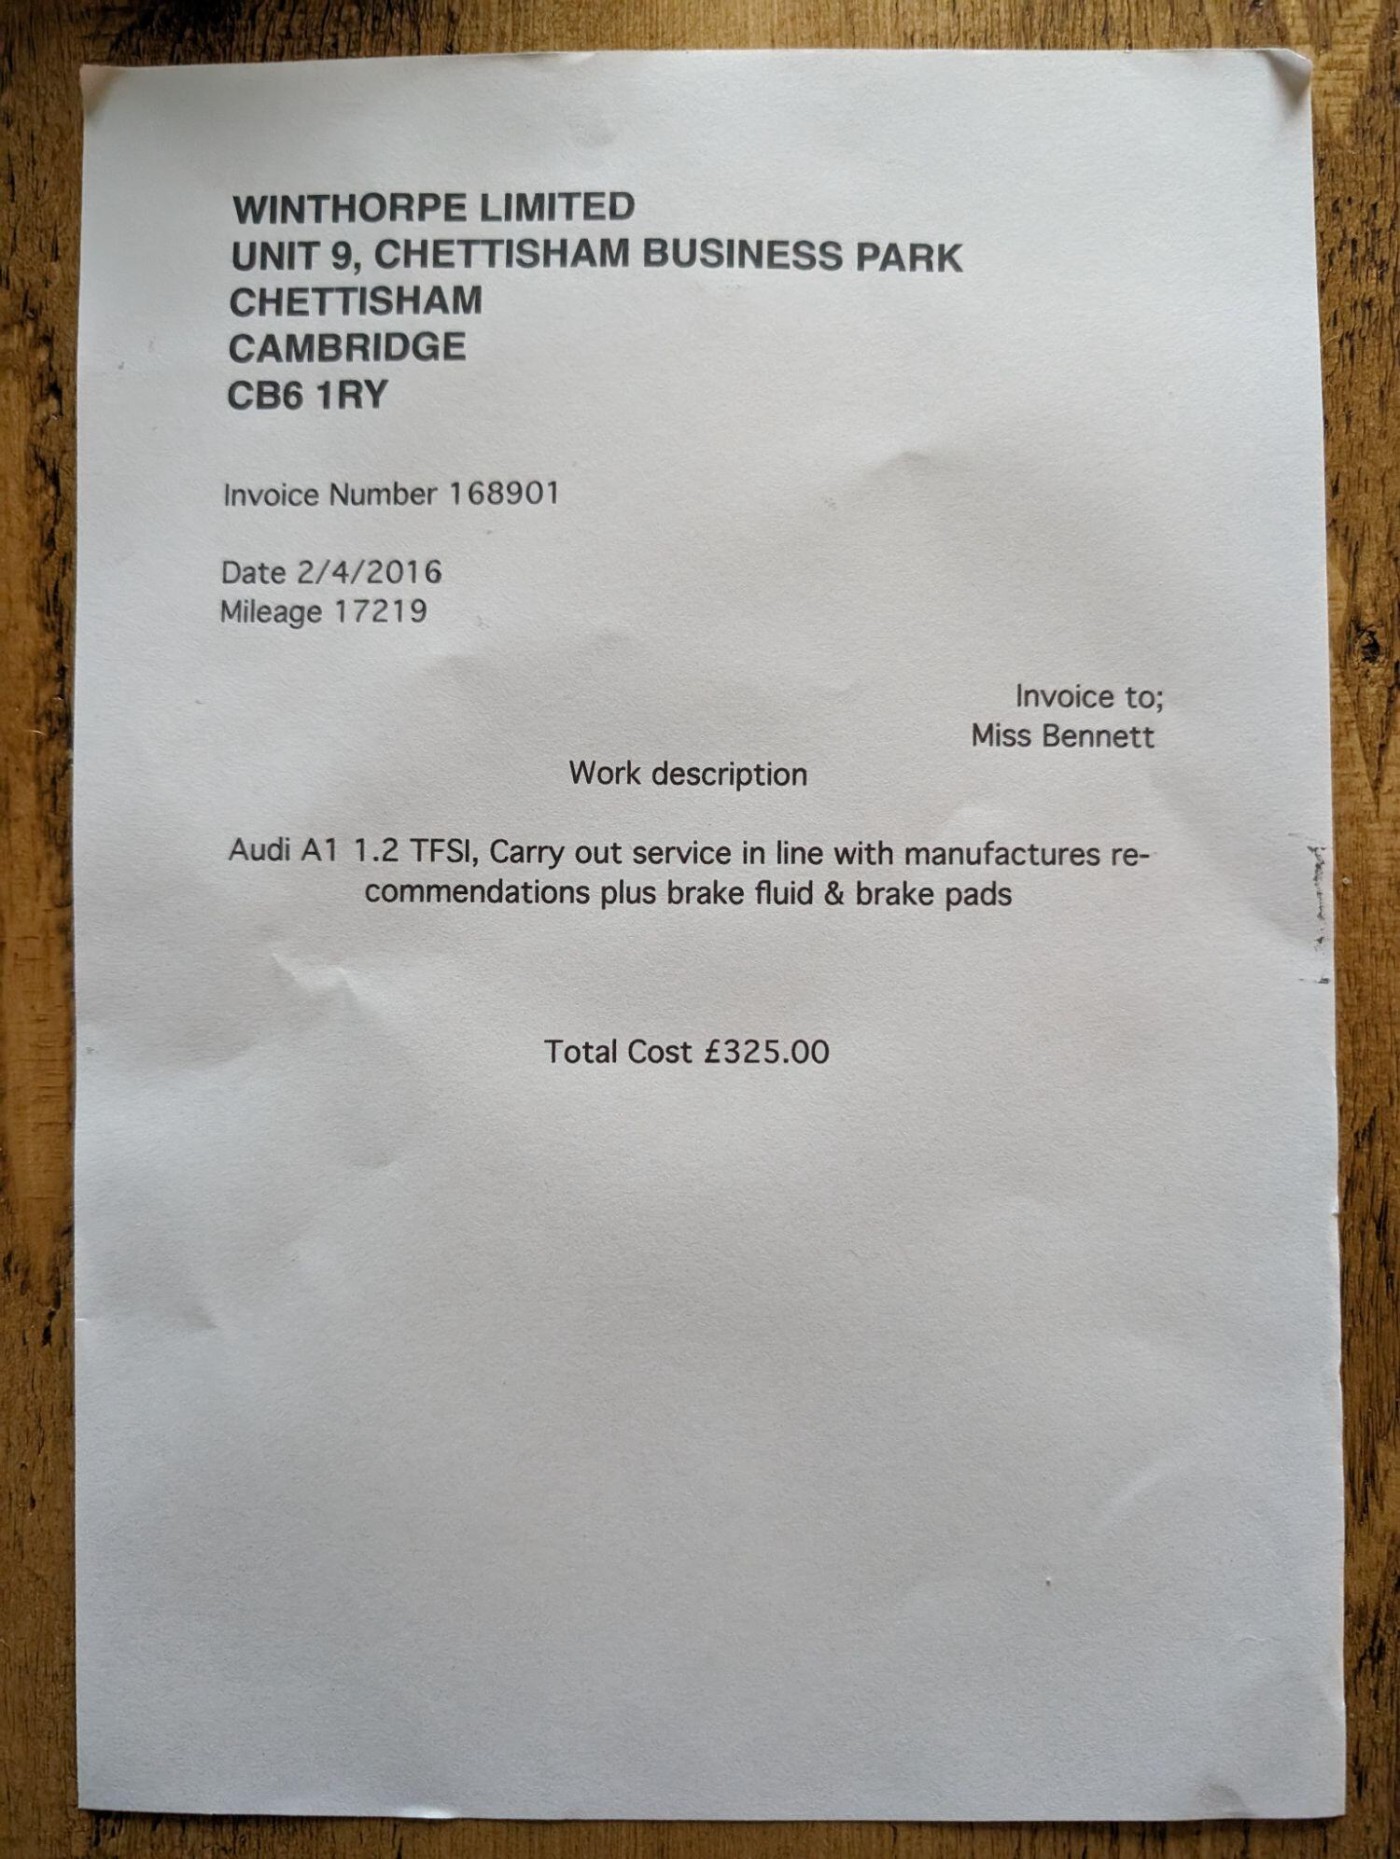 WINTHORPE LIMITED
UNIT 9, CHETTISHAM BUSINESS PARK
CHETTISHAM
CAMBRIDGE
CB6 1RY
Invoice Number 168901
Date 2/4/2016
Mileage 17219
Invoice to;
Miss Bennett
Work description
Audi A1 1.2 TFSI, Carry out service in line with manufactures re-
commendations plus brake fluid & brake pads
Total Cost £325.00